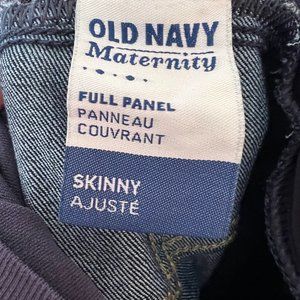 OLD NAVY
Maternity
FULL PANEL
PANNEAU
COUVRANT
SKINNY
AJUSTÉ